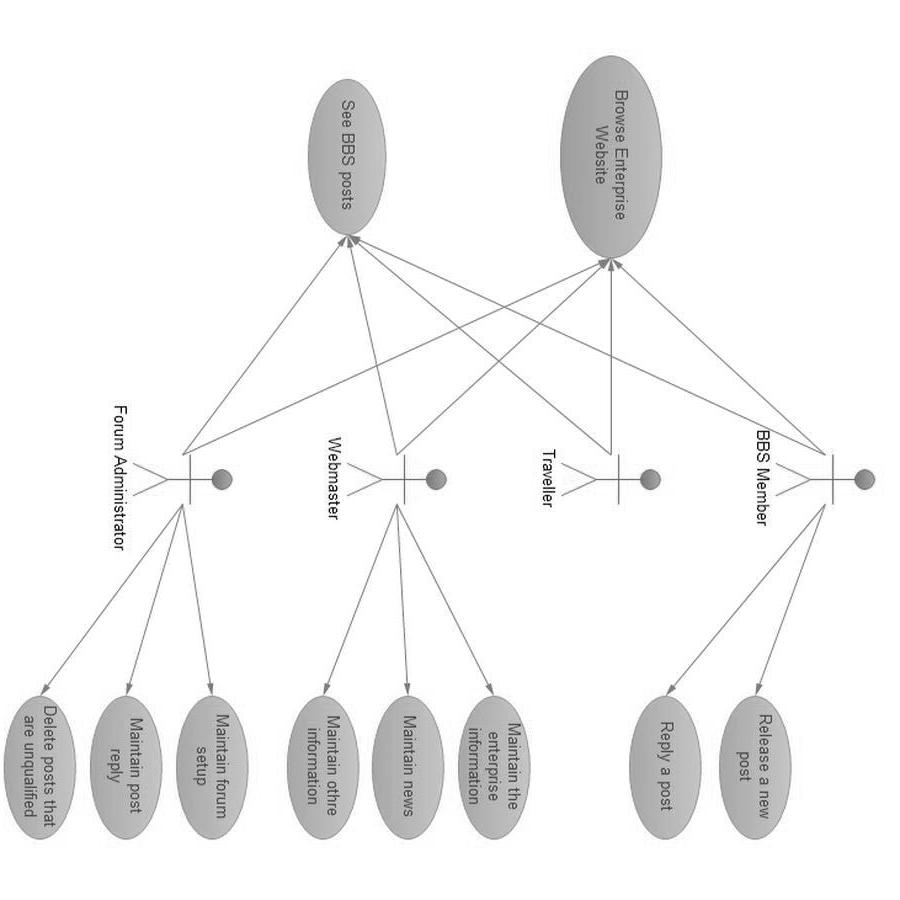 BBS Member
Release a new
post
Reply a post
Browse Enterprise
Website
Traveller
Maintain the
enterprise
information
Maintain news
See BBS posts
Webmaster
Maintain othre
information
Maintain forum
setup
Maintain post
reply
Forum Administrator
Delete posts that
are unqualified